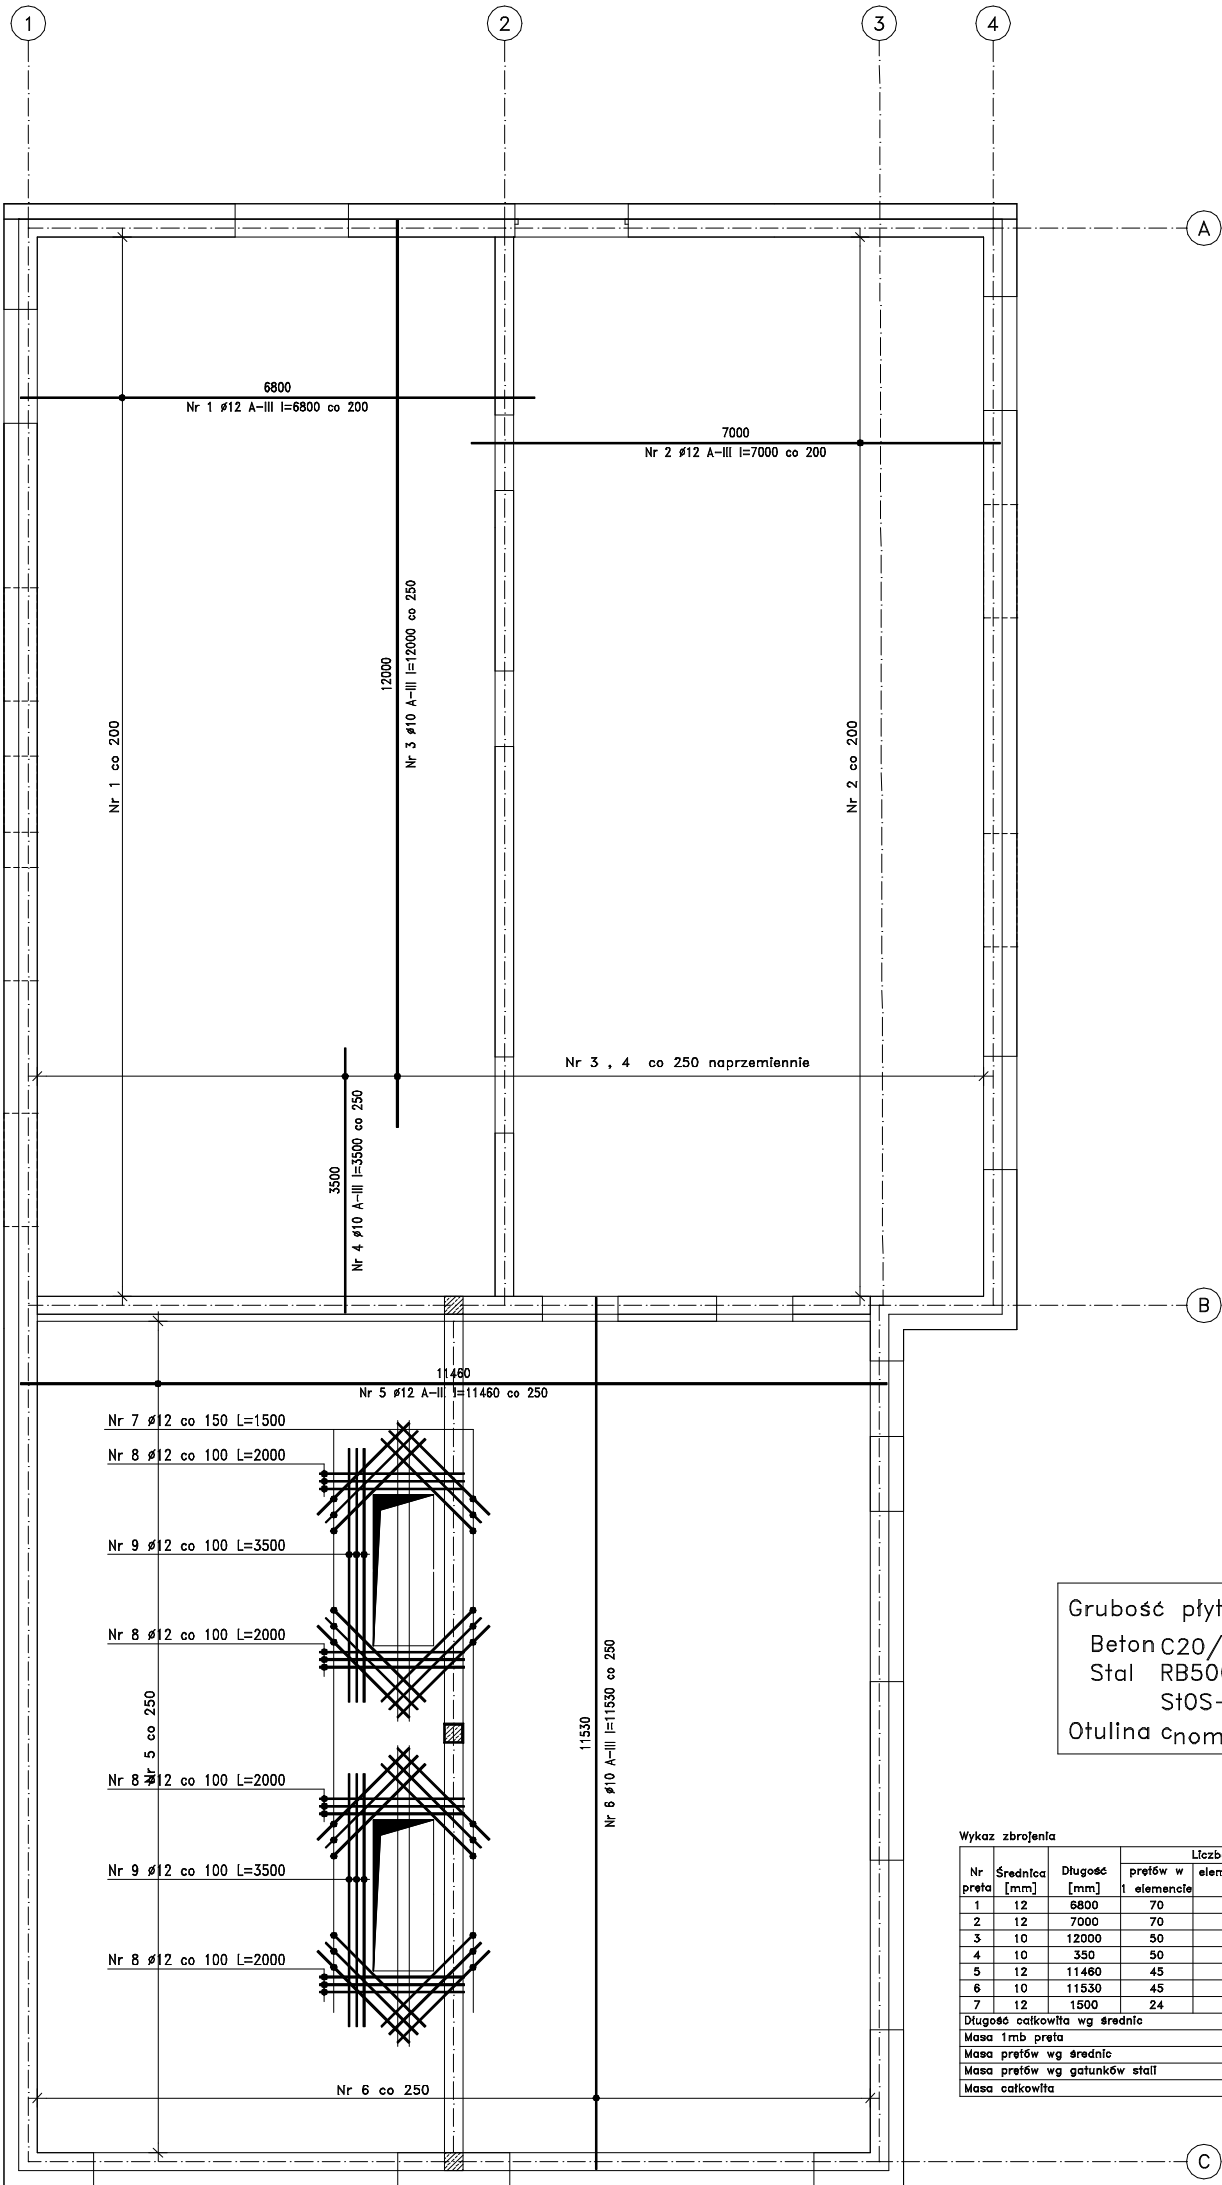 1 2 3 4
A
6800
Nr 1 ø12 A-III l=6800 co 200
7000
Nr 2 ø12 A-III l=7000 co 200
12000
Nr 3 ø10 A-III l=12000 co 250
Nr 1 co 200
Nr 2 co 200
Nr 3 , 4 co 250 naprzemiennie
3500
Nr 4 ø10 A-III l=3500 co 250
B
11460
Nr 5 ø12 A-III l=11460 co 250
Nr 7 ø12 co 150 L=1500
Nr 8 ø12 co 100 L=2000
Nr 9 ø12 co 100 L=3500
Nr 8 ø12 co 100 L=2000
Nr 5 co 250
11530
Nr 6 ø10 A-III l=11530 co 250
Nr 8 ø12 co 100 L=2000
Nr 9 ø12 co 100 L=3500
Nr 8 ø12 co 100 L=2000
Nr 6 co 250
C
Grubość płyt
Beton C20/
Stal RB50
St0S-
Otulina cnom
Wykaz zbrojenia
Liczb
Nr pręta Średnica [mm] Długość [mm] prętów w 1 elemencie elem
1 12 6800 70
2 12 7000 70
3 10 12000 50
4 10 350 50
5 12 11460 45
6 10 11530 45
7 12 1500 24
Długość całkowita wg średnic
Masa 1mb pręta
Masa prętów wg średnic
Masa prętów wg gatunków stali
Masa całkowita